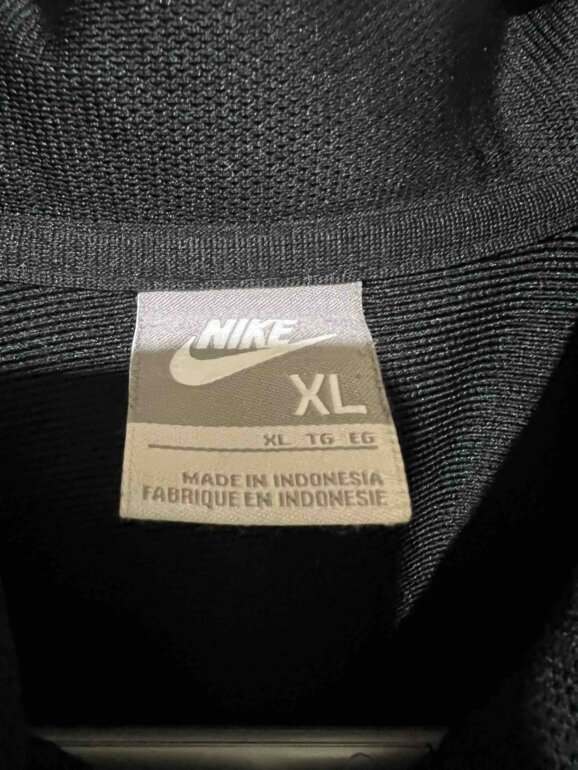 NIKE
XL
XL TG EG
MADE IN INDONESIA
FABRIQUE EN INDONESIE